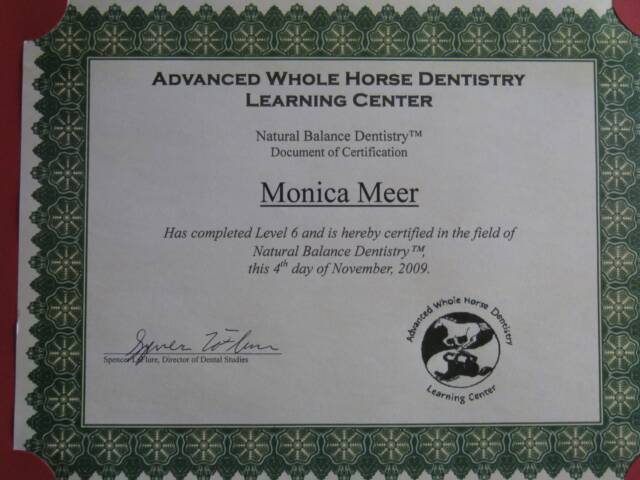 ADVANCED WHOLE HORSE DENTISTRY
LEARNING CENTER
Natural Balance Dentistry™
Document of Certification
Monica Meer
Has completed Level 6 and is hereby certified in the field of
Natural Balance Dentistry™,
this 4th day of November, 2009.
Spencer LaFlure, Director of Dental Studies
Advanced Whole Horse Dentistry
Learning Center